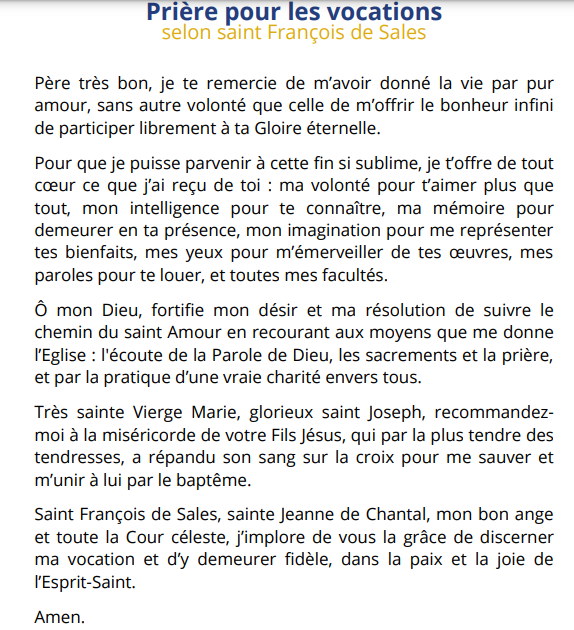 Prière pour les vocations
selon saint François de Sales
Père très bon, je te remercie de m’avoir donné la vie par pur
amour, sans autre volonté que celle de m’offrir le bonheur infini
de participer librement à ta Gloire éternelle.
Pour que je puisse parvenir à cette fin si sublime, je t’offre de tout
cœur ce que j’ai reçu de toi : ma volonté pour t’aimer plus que
tout, mon intelligence pour te connaître, ma mémoire pour
demeurer en ta présence, mon imagination pour me représenter
tes bienfaits, mes yeux pour m’émerveiller de tes œuvres, mes
paroles pour te louer, et toutes mes facultés.
Ô mon Dieu, fortifie mon désir et ma résolution de suivre le
chemin du saint Amour en recourant aux moyens que me donne
l’Eglise : l'écoute de la Parole de Dieu, les sacrements et la prière,
et par la pratique d’une vraie charité envers tous.
Très sainte Vierge Marie, glorieux saint Joseph, recommandez-
moi à la miséricorde de votre Fils Jésus, qui par la plus tendre des
tendresses, a répandu son sang sur la croix pour me sauver et
m’unir à lui par le baptême.
Saint François de Sales, sainte Jeanne de Chantal, mon bon ange
et toute la Cour céleste, j’implore de vous la grâce de discerner
ma vocation et d’y demeurer fidèle, dans la paix et la joie de
l’Esprit-Saint.
Amen.